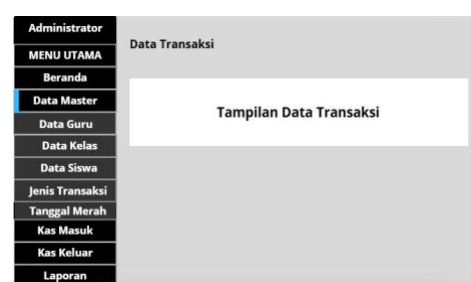 Administrator
MENU UTAMA
Beranda
Data Master
Data Guru
Data Kelas
Data Siswa
Jenis Transaksi
Tanggal Merah
Kas Masuk
Kas Keluar
Laporan
Data Transaksi
Tampilan Data Transaksi